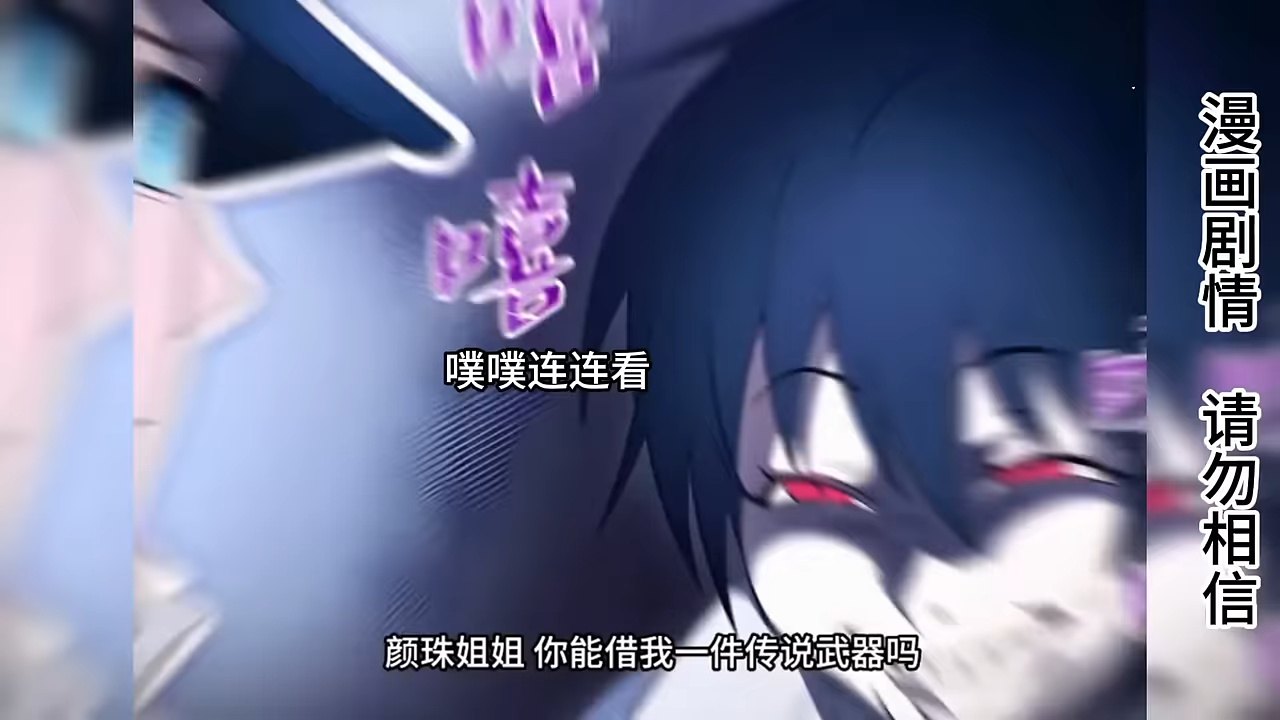 嘻
嘻
噗噗连连看
颜珠姐姐 你能借我一件传说武器吗
漫画剧情 请勿相信